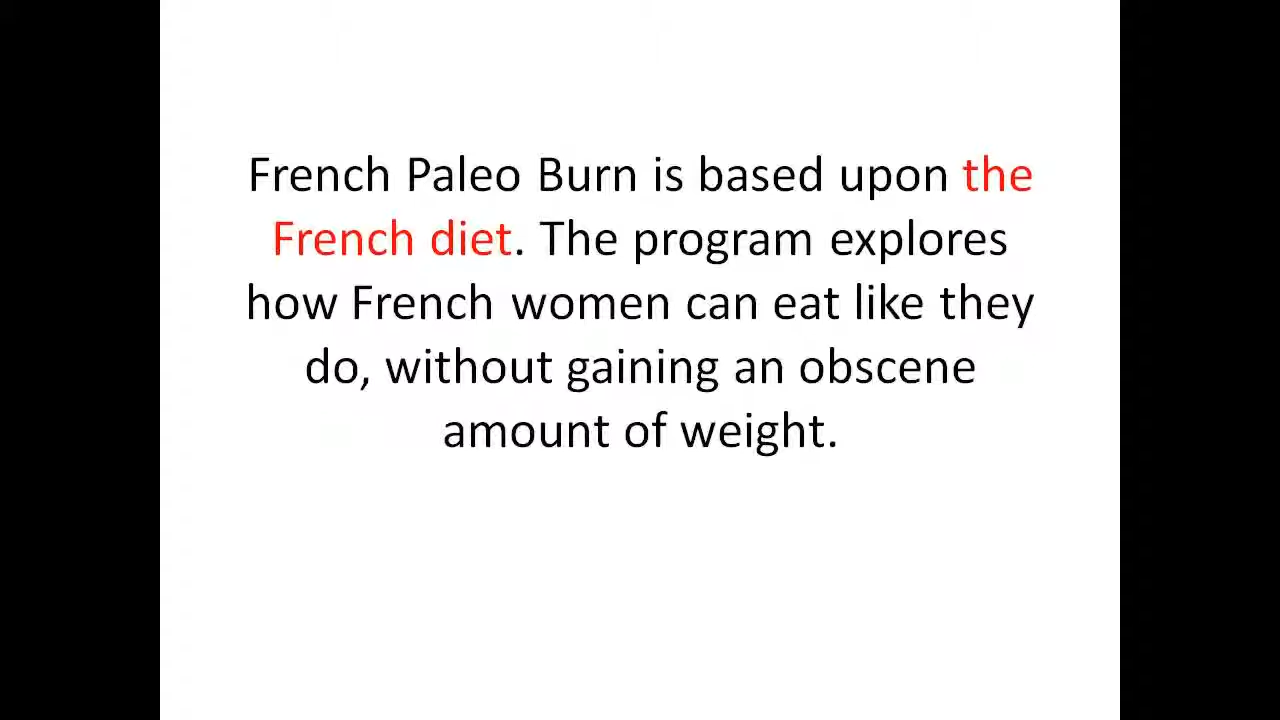 French Paleo Burn is based upon the
French diet. The program explores
how French women can eat like they
do, without gaining an obscene
amount of weight.